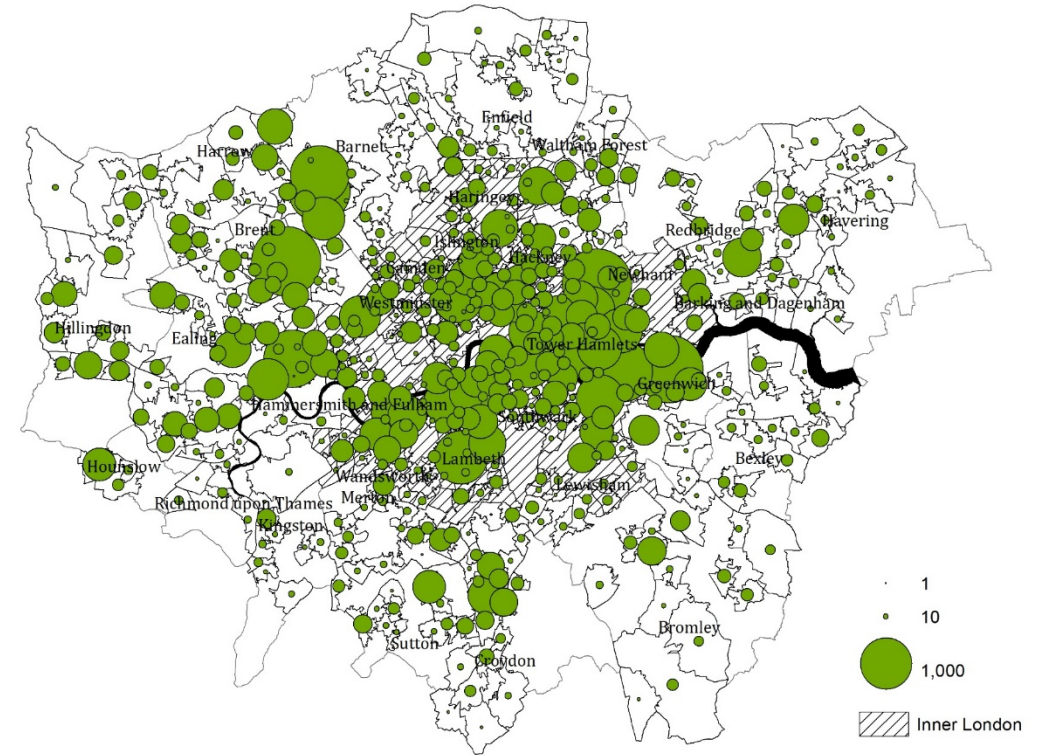 Enfield
Harraw
Barnet
Waltham Forest
Haringey
Havering
Brent
Redbridge
Islington
Hackney
Camden
Newham
Westminster
Barking and Dagenham
Hillingdon
Ealing
Tower Hamlets
Greenwich
Hammersmith and Fulham
Southwark
Hounslow
Lambeth
Bexley
Wandsworth
Lewisham
Merton
Richmond upon Thames
Kingston
1
10
Bromley
Sutton
Croydon
1,000
Inner London